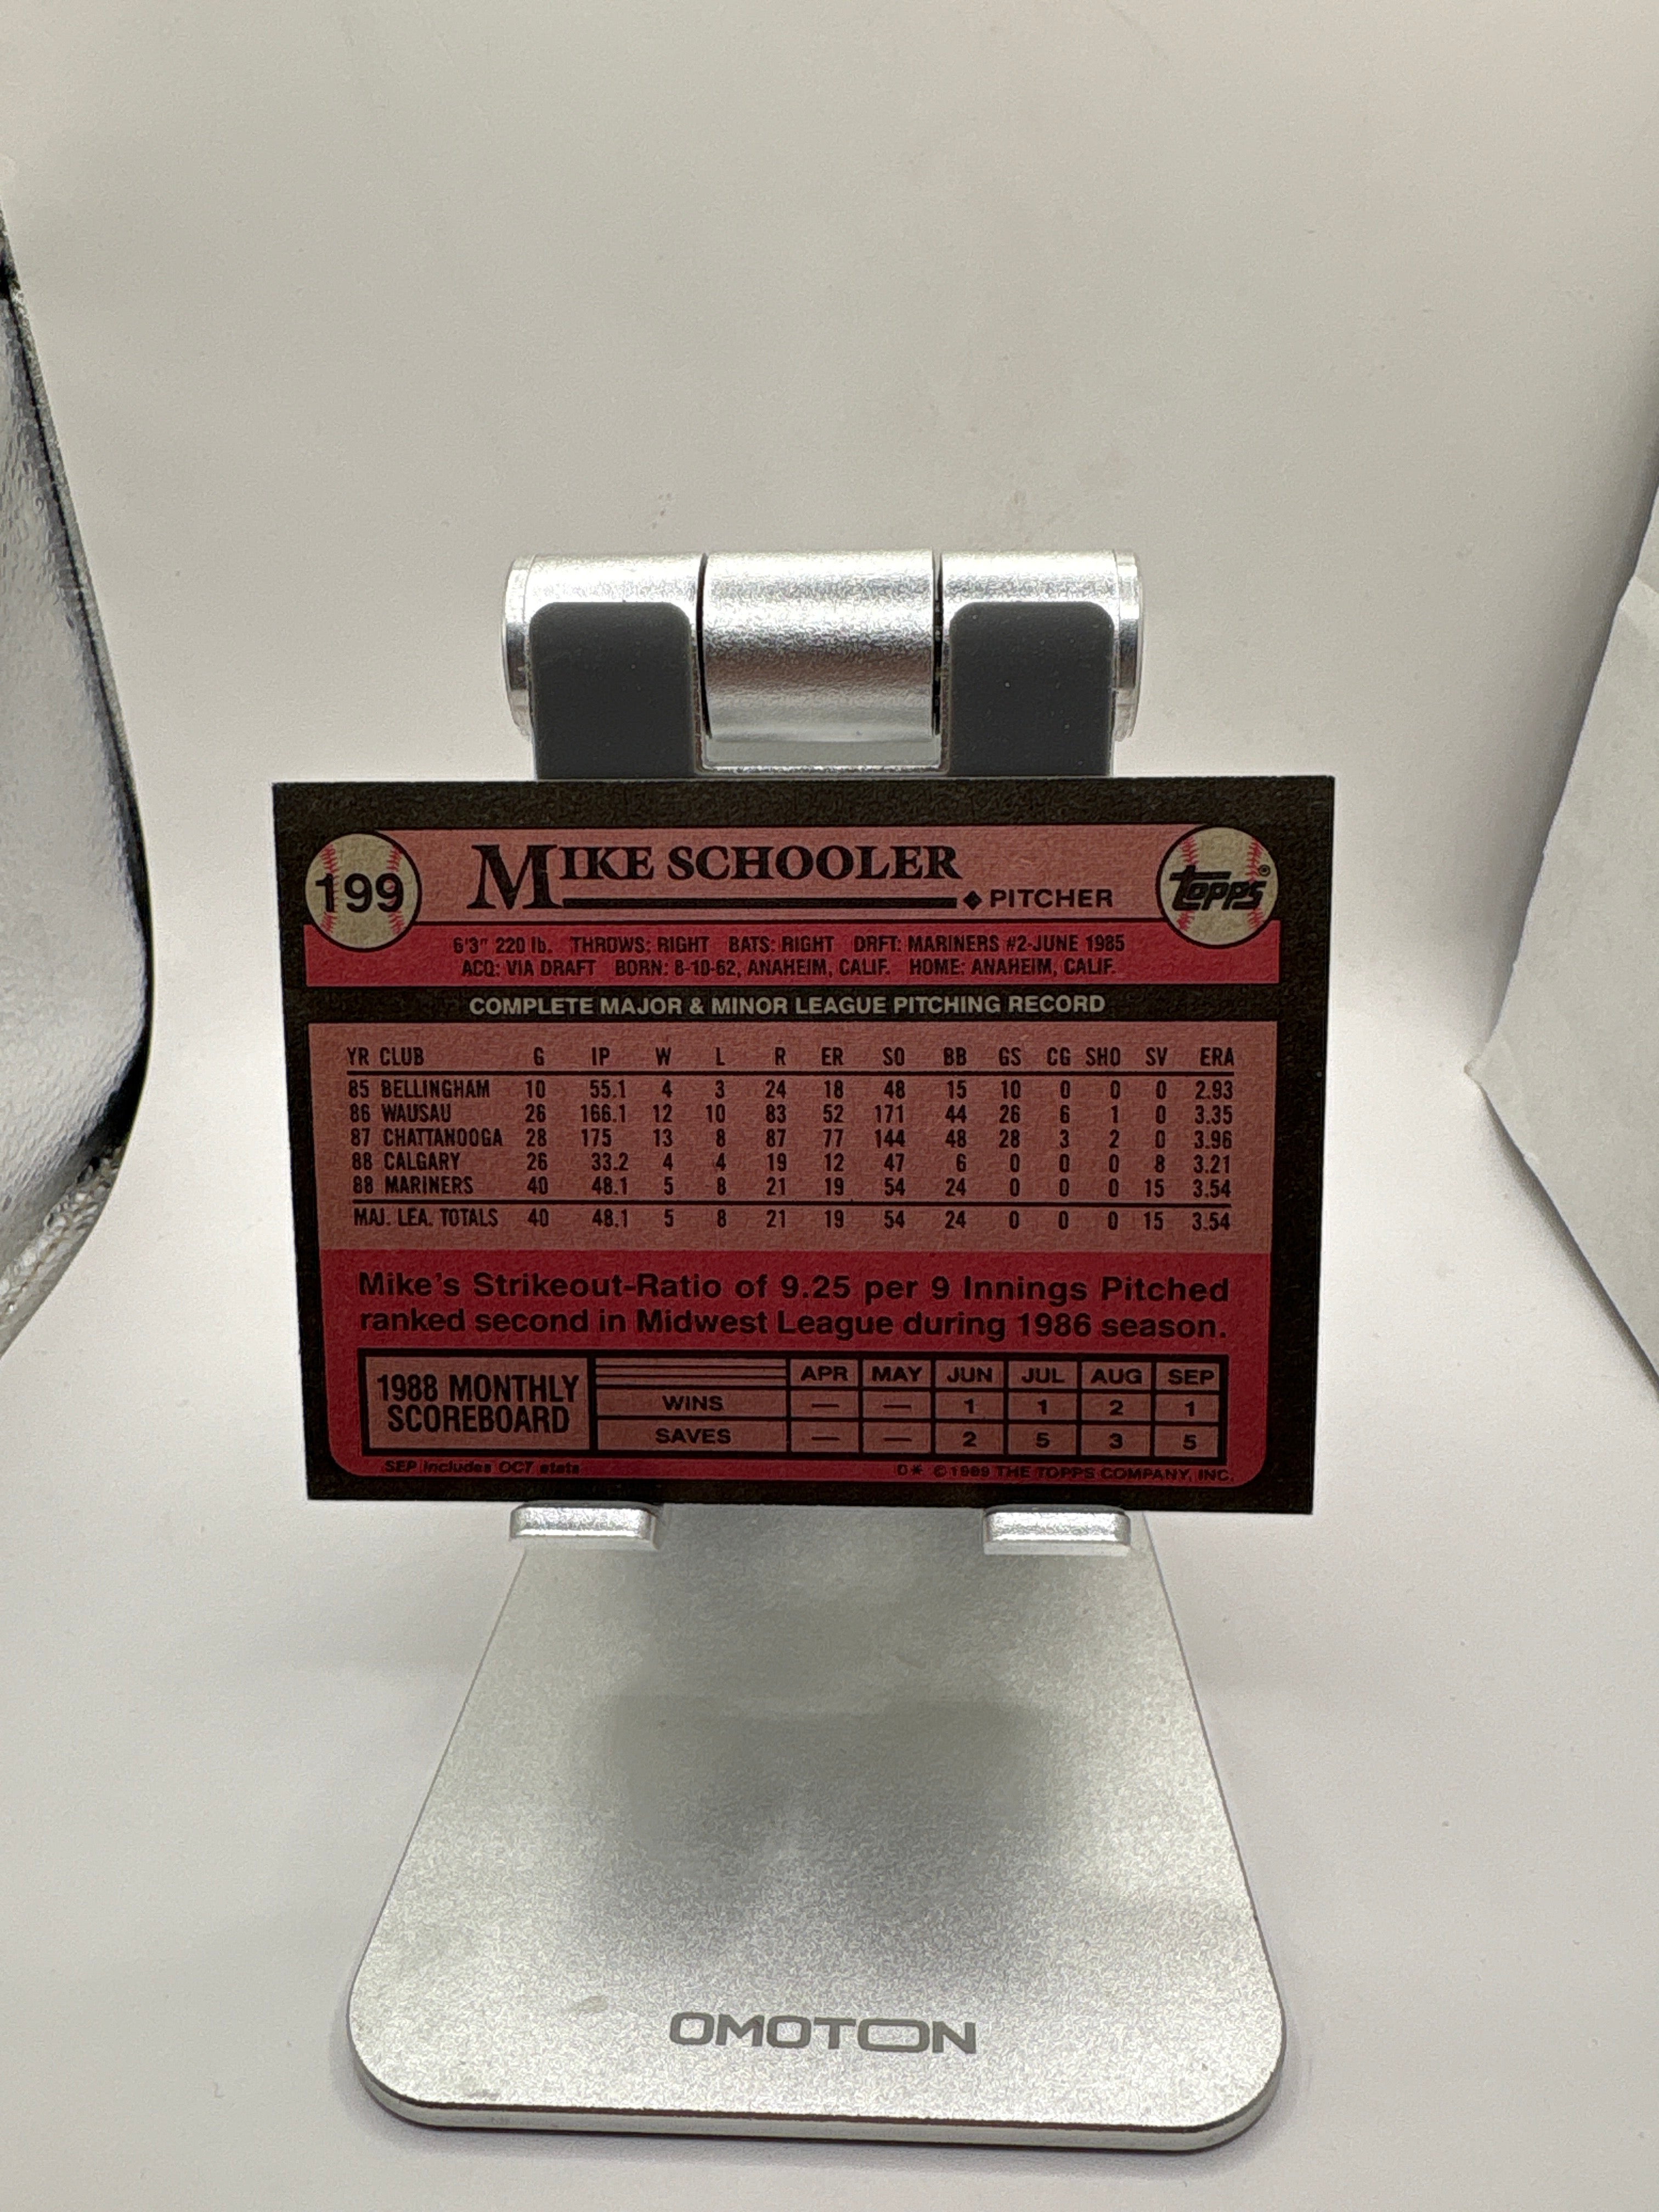 199
MIKE SCHOOLER
◆ PITCHER
topps®
6'3" 220 lb. THROWS: RIGHT BATS: RIGHT DRFT: MARINERS #2-JUNE 1985
ACQ: VIA DRAFT BORN: 8-10-62, ANAHEIM, CALIF. HOME: ANAHEIM, CALIF.
COMPLETE MAJOR & MINOR LEAGUE PITCHING RECORD
YR CLUB G IP W L R ER SO BB GS CG SHO SV ERA
85 BELLINGHAM 10 55.1 4 3 24 18 48 15 10 0 0 0 2.93
86 WAUSAU 26 166.1 12 10 83 52 171 44 26 6 1 0 3.35
87 CHATTANOOGA 28 175 13 8 87 77 144 48 28 3 2 0 3.96
88 CALGARY 26 33.2 4 4 19 12 47 6 0 0 0 8 3.21
88 MARINERS 40 48.1 5 8 21 19 54 24 0 0 0 15 3.54
MAJ. LEA. TOTALS 40 48.1 5 8 21 19 54 24 0 0 0 15 3.54
Mike's Strikeout-Ratio of 9.25 per 9 Innings Pitched
ranked second in Midwest League during 1986 season.
1988 MONTHLY
SCOREBOARD
APR MAY JUN JUL AUG SEP
WINS — — 1 1 2 1
SAVES — — 2 5 3 5
SEP includes OCT stats
D* © 1989 THE TOPPS COMPANY, INC.
OMOTON